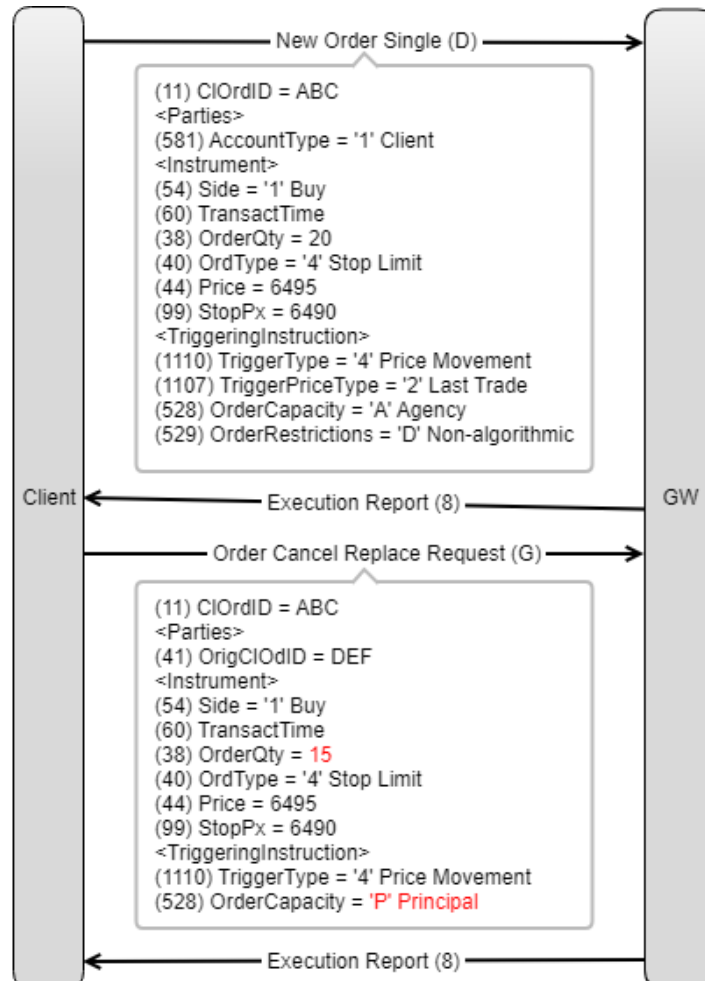 New Order Single (D)
(11) ClOrdID = ABC
<Parties>
(581) AccountType = '1' Client
<Instrument>
(54) Side = '1' Buy
(60) TransactTime
(38) OrderQty = 20
(40) OrdType = '4' Stop Limit
(44) Price = 6495
(99) StopPx = 6490
<TriggeringInstruction>
(1110) TriggerType = '4' Price Movement
(1107) TriggerPriceType = '2' Last Trade
(528) OrderCapacity = 'A' Agency
(529) OrderRestrictions = 'D' Non-algorithmic
Client
Execution Report (8)
GW
Order Cancel Replace Request (G)
(11) ClOrdID = ABC
<Parties>
(41) OrigClOdID = DEF
<Instrument>
(54) Side = '1' Buy
(60) TransactTime
(38) OrderQty = 15
(40) OrdType = '4' Stop Limit
(44) Price = 6495
(99) StopPx = 6490
<TriggeringInstruction>
(1110) TriggerType = '4' Price Movement
(528) OrderCapacity = 'P' Principal
Execution Report (8)